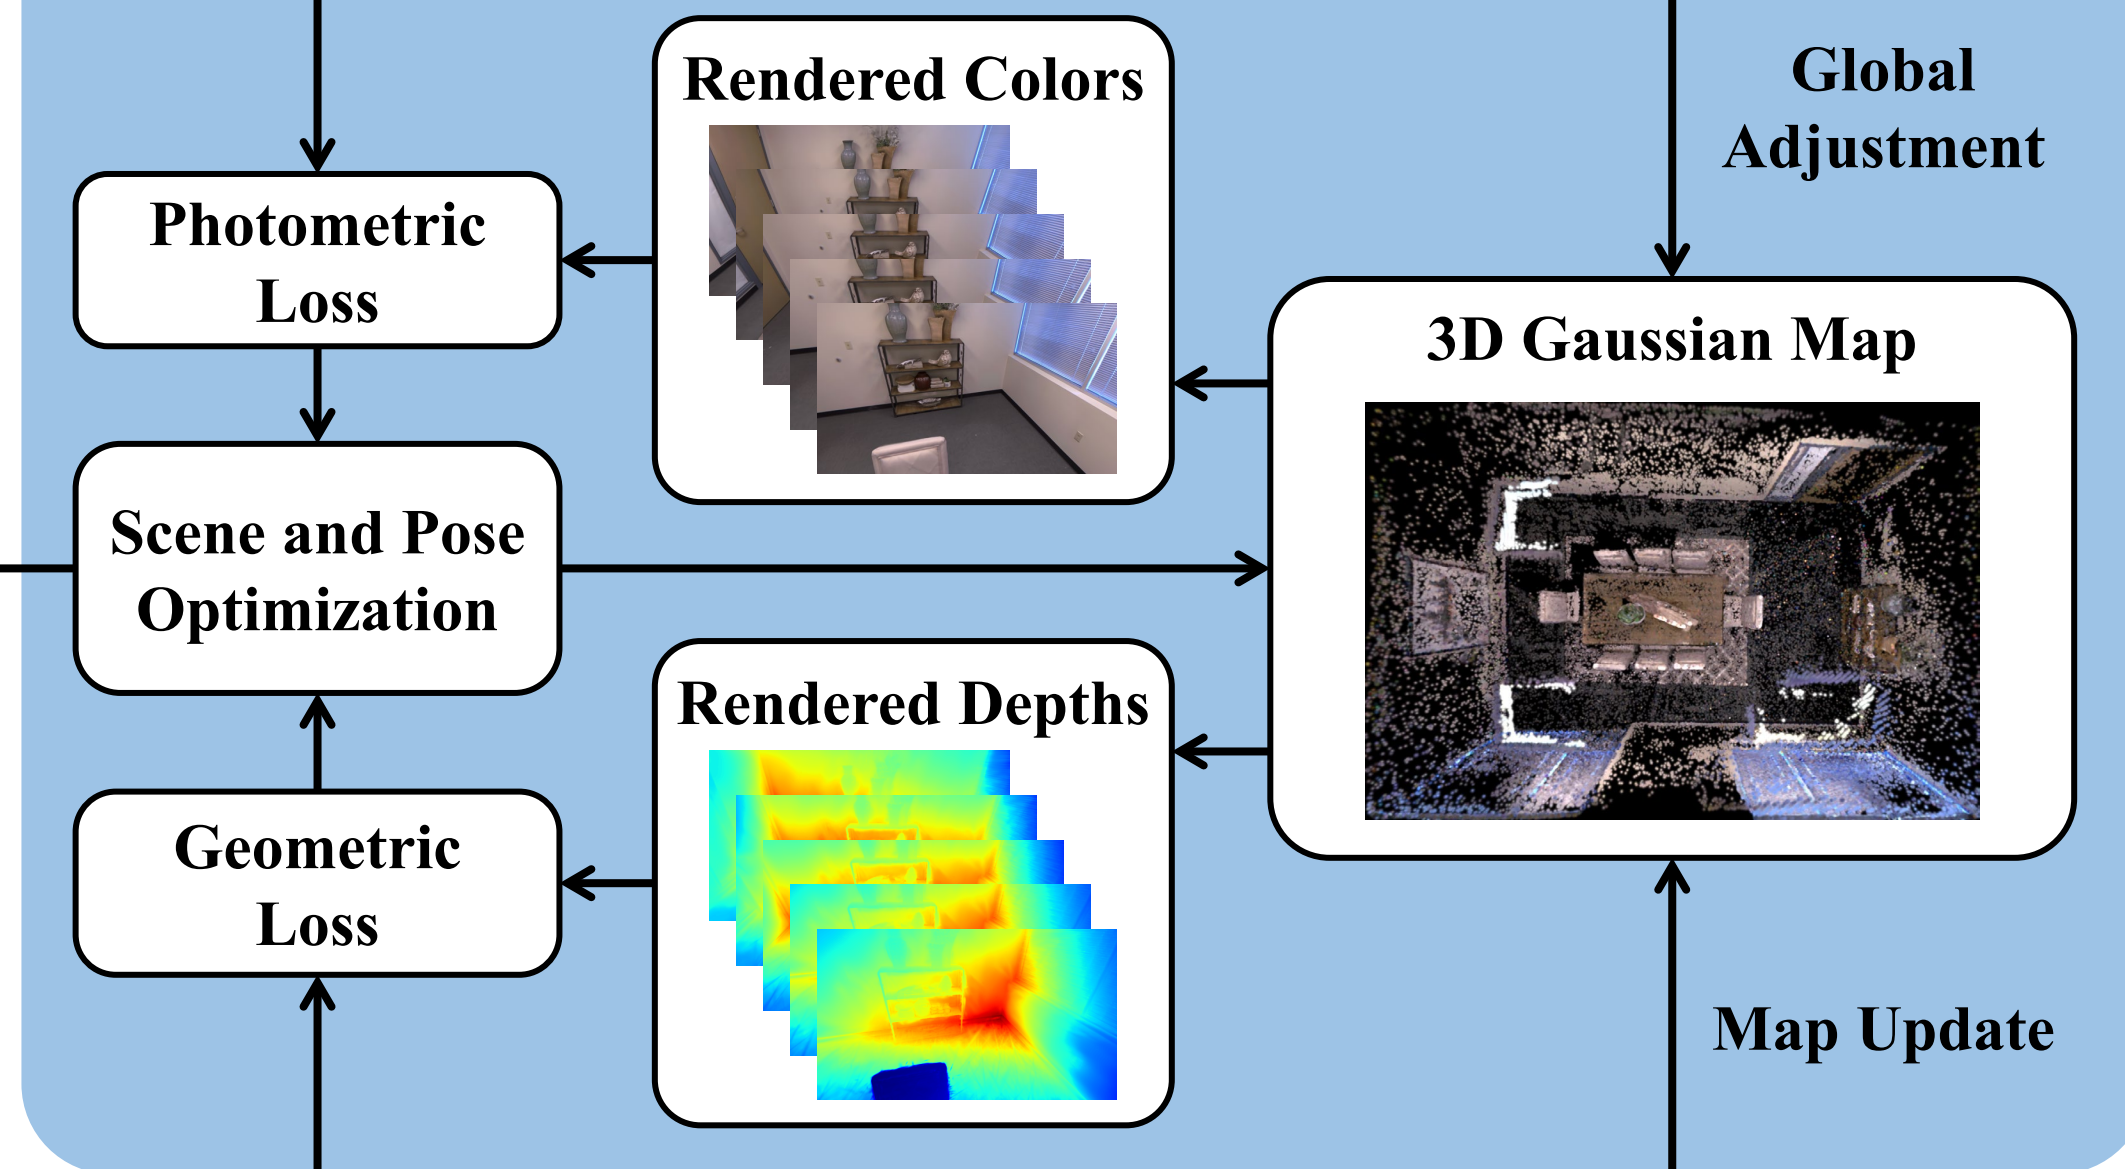 Rendered Colors
Global
Adjustment
Photometric
Loss
3D Gaussian Map
Scene and Pose
Optimization
Rendered Depths
Geometric
Loss
Map Update